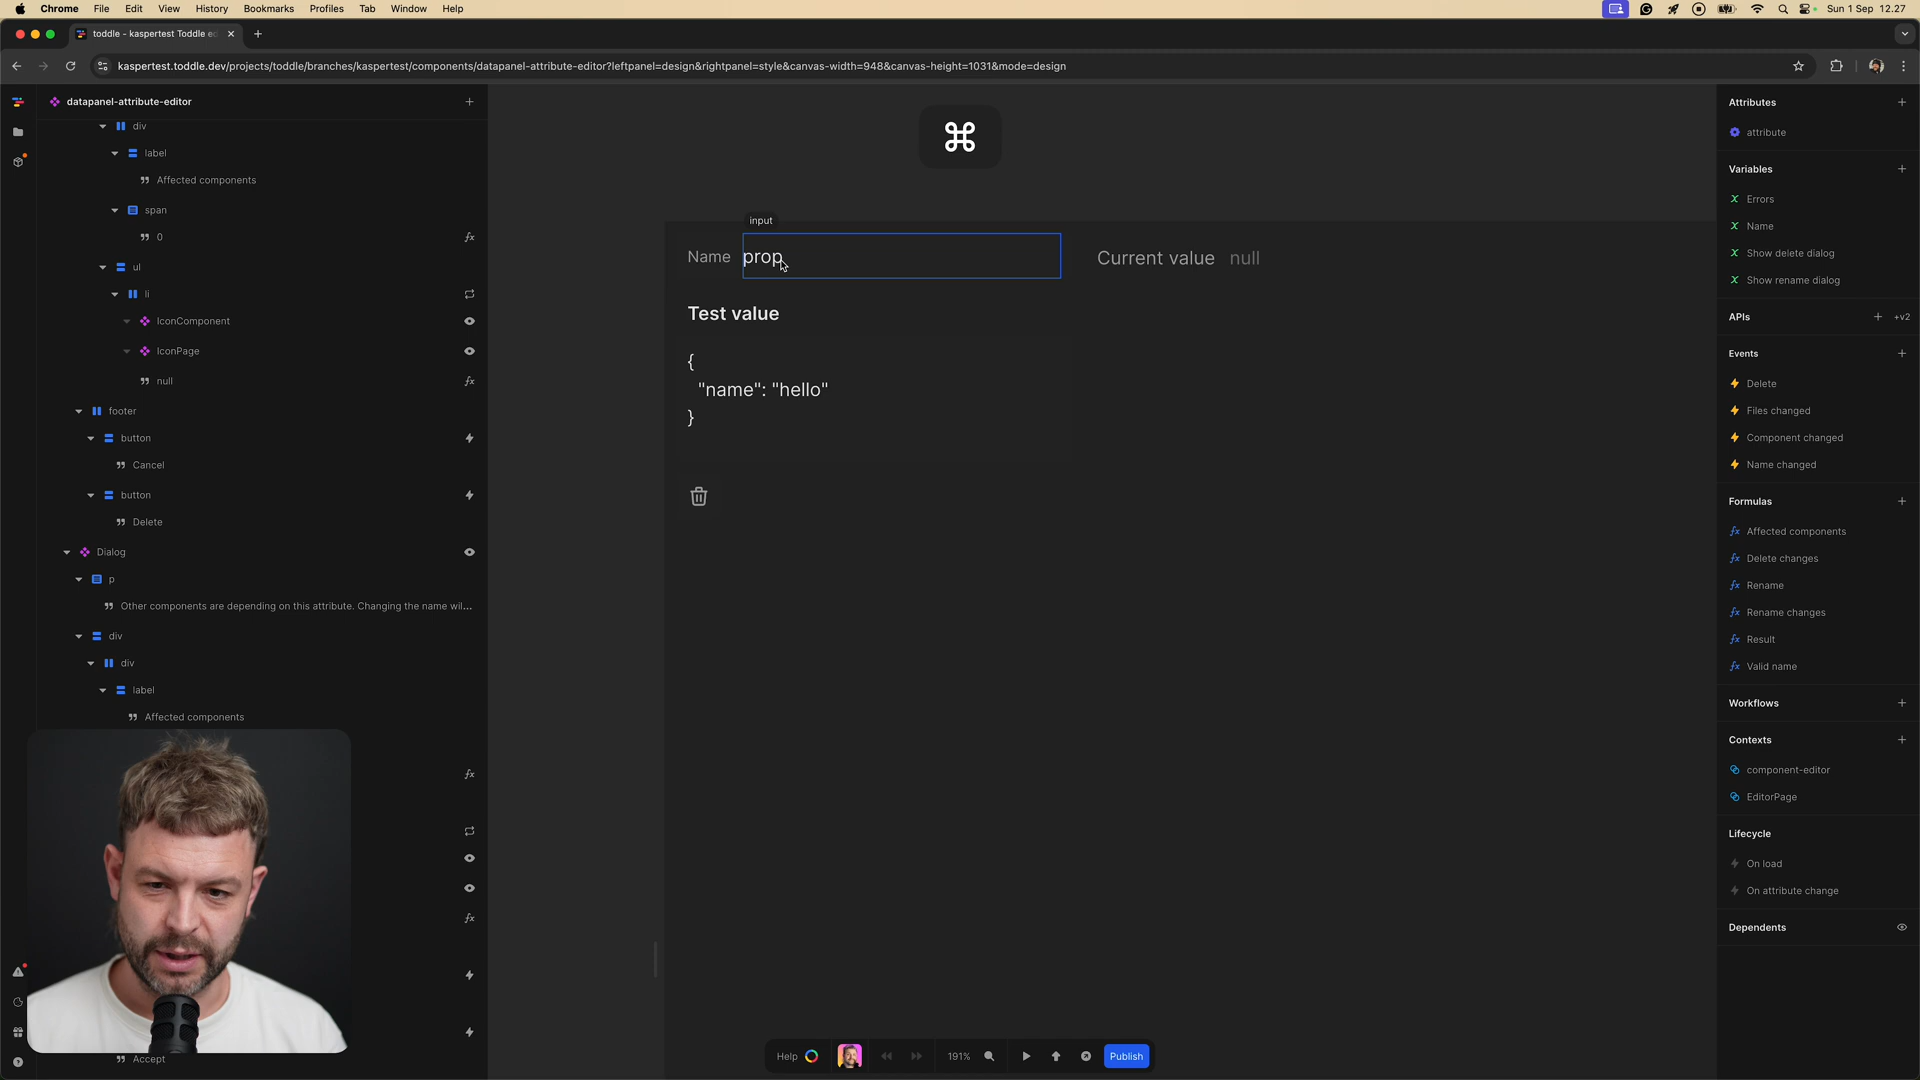 Chrome File Edit View History Bookmarks Profiles Tab Window Help Sun 1 Sep 12.27
toddle - kaspertest Toddle ed
kaspertest.toddle.dev/projects/toddle/branches/kaspertest/components/datapanel-attribute-editor?leftpanel=design&rightpanel=style&canvas-width=948&canvas-height=1031&mode=design
datapanel-attribute-editor
div
label
Affected components
span
0
ul
li
IconComponent
IconPage
null
footer
button
Cancel
button
Delete
Dialog
p
Other components are depending on this attribute. Changing the name wil...
div
div
label
Affected components
Accept
⌘
input
Name prop
Current value null
Test value
{
"name": "hello"
}
Help 191% Publish
Attributes
attribute
Variables
Errors
Name
Show delete dialog
Show rename dialog
APIs +v2
Events
Delete
Files changed
Component changed
Name changed
Formulas
fx Affected components
fx Delete changes
fx Rename
fx Rename changes
fx Result
fx Valid name
Workflows
Contexts
component-editor
EditorPage
Lifecycle
On load
On attribute change
Dependents